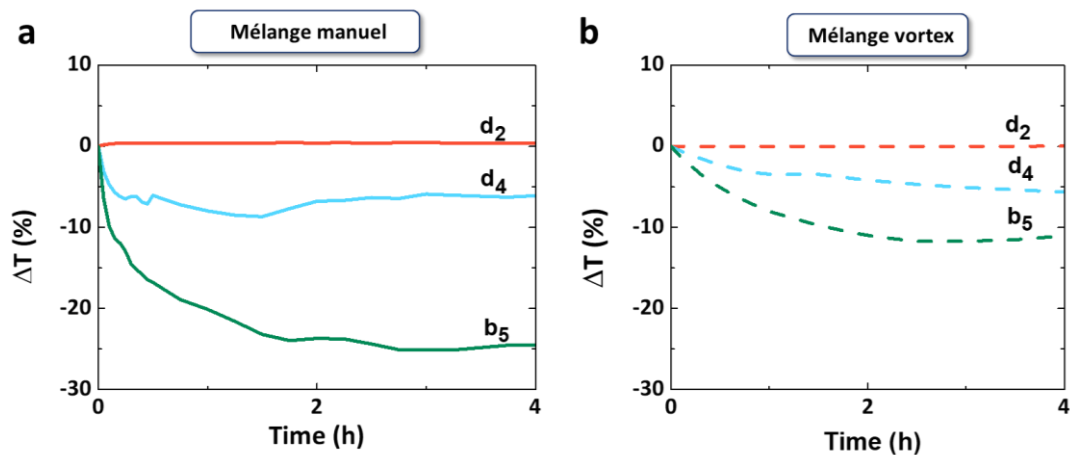 a
Mélange manuel
10
0
-10
-20
-30
ΔT (%)
d2
d4
b5
0
2
4
Time (h)
b
Mélange vortex
10
0
-10
-20
-30
ΔT (%)
d2
d4
b5
0
2
4
Time (h)